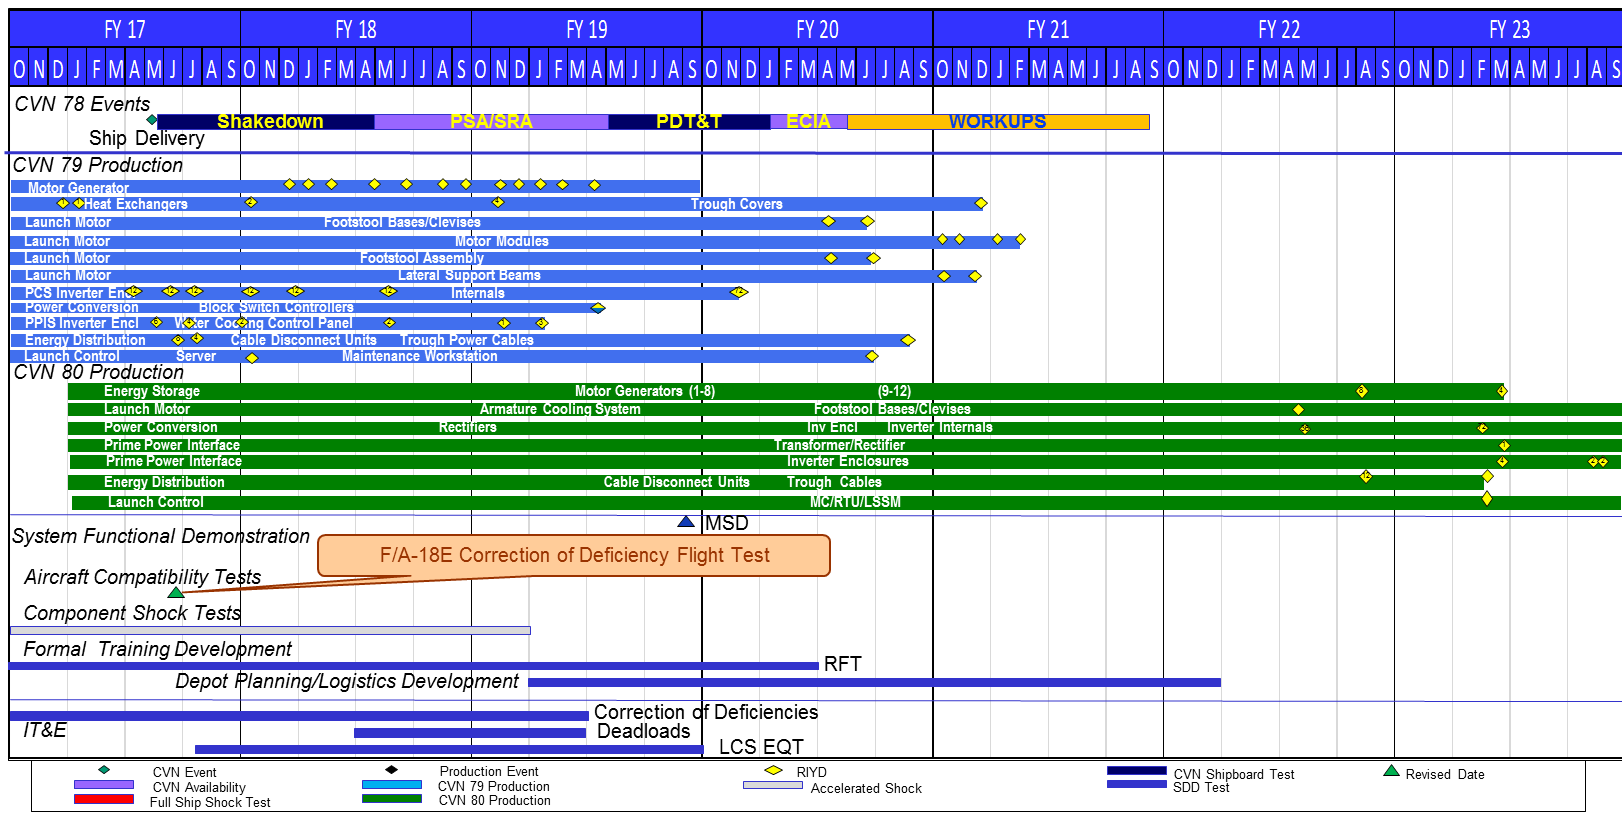 FY 17 FY 18 FY 19 FY 20 FY 21 FY 22 FY 23
O N D J F M A M J J A S O N D J F M A M J J A S O N D J F M A M J J A S O N D J F M A M J J A S O N D J F M A M J J A S O N D J F M A M J J A S O N D J F M A M J J A S
CVN 78 Events
Shakedown PSA/SRA PDT&T ECIA WORKUPS
Ship Delivery
CVN 79 Production
Motor Generator
Heat Exchangers Trough Covers
Launch Motor Footstool Bases/Clevises
Launch Motor Motor Modules
Launch Motor Footstool Assembly
Launch Motor Lateral Support Beams
PCS Inverter Enc Internals
Power Conversion Block Switch Controllers
PPIS Inverter Encl Water Cooling Control Panel
Energy Distribution Cable Disconnect Units Trough Power Cables
Launch Control Server Maintenance Workstation
CVN 80 Production
Energy Storage Motor Generators (1-8) (9-12)
Launch Motor Armature Cooling System Footstool Bases/Clevises
Power Conversion Rectifiers Inv Encl Inverter Internals
Prime Power Interface Transformer/Rectifier
Prime Power Interface Inverter Enclosures
Energy Distribution Cable Disconnect Units Trough Cables
Launch Control MC/RTU/LSSM
MSD
System Functional Demonstration
F/A-18E Correction of Deficiency Flight Test
Aircraft Compatibility Tests
Component Shock Tests
Formal Training Development
RFT
Depot Planning/Logistics Development
Correction of Deficiencies
IT&E
Deadloads
LCS EQT
CVN Event Production Event RIYD CVN Shipboard Test Revised Date
CVN Availability CVN 79 Production Accelerated Shock SDD Test
Full Ship Shock Test CVN 80 Production